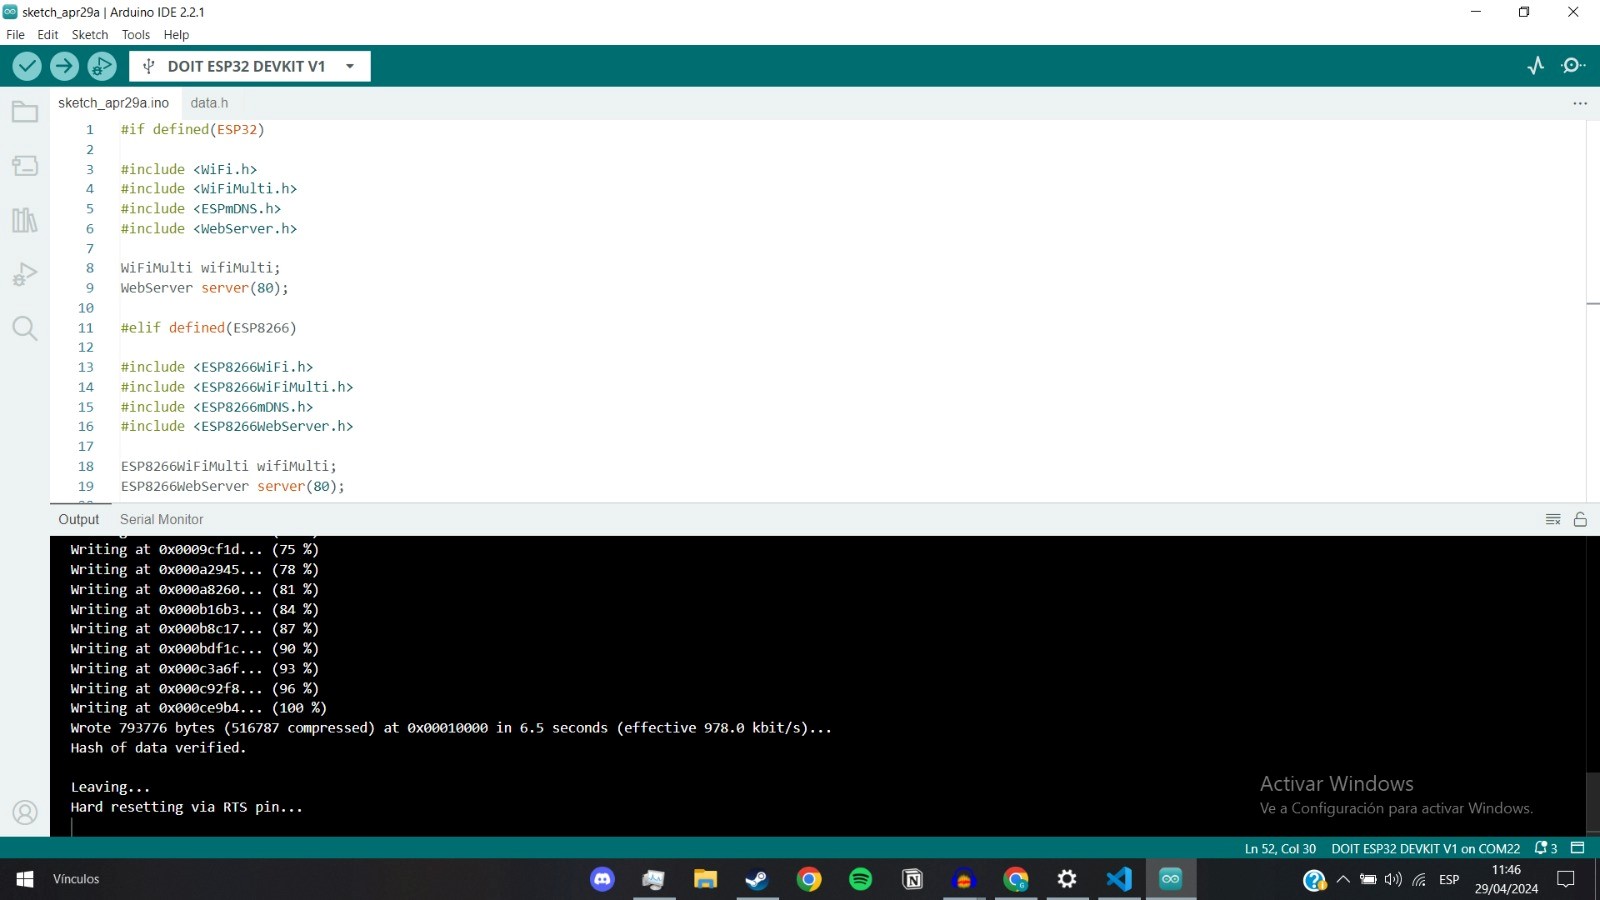 sketch_apr29a | Arduino IDE 2.2.1
File Edit Sketch Tools Help
DOIT ESP32 DEVKIT V1
sketch_apr29a.ino data.h
1 #if defined(ESP32)
2
3 #include <WiFi.h>
4 #include <WiFiMulti.h>
5 #include <ESPmDNS.h>
6 #include <WebServer.h>
7
8 WiFiMulti wifiMulti;
9 WebServer server(80);
10
11 #elif defined(ESP8266)
12
13 #include <ESP8266WiFi.h>
14 #include <ESP8266WiFiMulti.h>
15 #include <ESP8266mDNS.h>
16 #include <ESP8266WebServer.h>
17
18 ESP8266WiFiMulti wifiMulti;
19 ESP8266WebServer server(80);
Output Serial Monitor
Writing at 0x0009cf1d... (75 %)
Writing at 0x000a2945... (78 %)
Writing at 0x000a8260... (81 %)
Writing at 0x000b16b3... (84 %)
Writing at 0x000b8c17... (87 %)
Writing at 0x000bdf1c... (90 %)
Writing at 0x000c3a6f... (93 %)
Writing at 0x000c92f8... (96 %)
Writing at 0x000ce9b4... (100 %)
Wrote 793776 bytes (516787 compressed) at 0x00010000 in 6.5 seconds (effective 978.0 kbit/s)...
Hash of data verified.
Leaving...
Hard resetting via RTS pin...
Activar Windows
Ve a Configuración para activar Windows.
Ln 52, Col 30 DOIT ESP32 DEVKIT V1 on COM22 3
Vínculos
ESP
11:46
29/04/2024